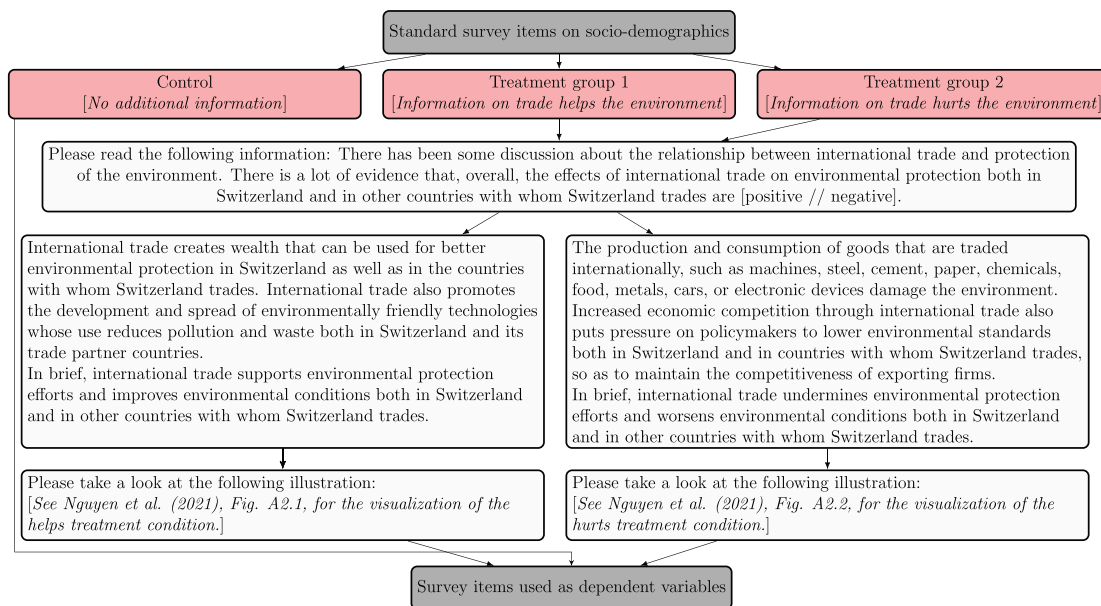 Standard survey items on socio-demographics
Control
[No additional information]
Treatment group 1
[Information on trade helps the environment]
Treatment group 2
[Information on trade hurts the environment]
Please read the following information: There has been some discussion about the relationship between international trade and protection
of the environment. There is a lot of evidence that, overall, the effects of international trade on environmental protection both in
Switzerland and in other countries with whom Switzerland trades are [positive // negative].
International trade creates wealth that can be used for better
environmental protection in Switzerland as well as in the countries
with whom Switzerland trades. International trade also promotes
the development and spread of environmentally friendly technologies
whose use reduces pollution and waste both in Switzerland and its
trade partner countries.
In brief, international trade supports environmental protection
efforts and improves environmental conditions both in Switzerland
and in other countries with whom Switzerland trades.
The production and consumption of goods that are traded
internationally, such as machines, steel, cement, paper, chemicals,
food, metals, cars, or electronic devices damage the environment.
Increased economic competition through international trade also
puts pressure on policymakers to lower environmental standards
both in Switzerland and in countries with whom Switzerland trades,
so as to maintain the competitiveness of exporting firms.
In brief, international trade undermines environmental protection
efforts and worsens environmental conditions both in Switzerland
and in other countries with whom Switzerland trades.
Please take a look at the following illustration:
[See Nguyen et al. (2021), Fig. A2.1, for the visualization of the
helps treatment condition.]
Please take a look at the following illustration:
[See Nguyen et al. (2021), Fig. A2.2, for the visualization of the
hurts treatment condition.]
Survey items used as dependent variables